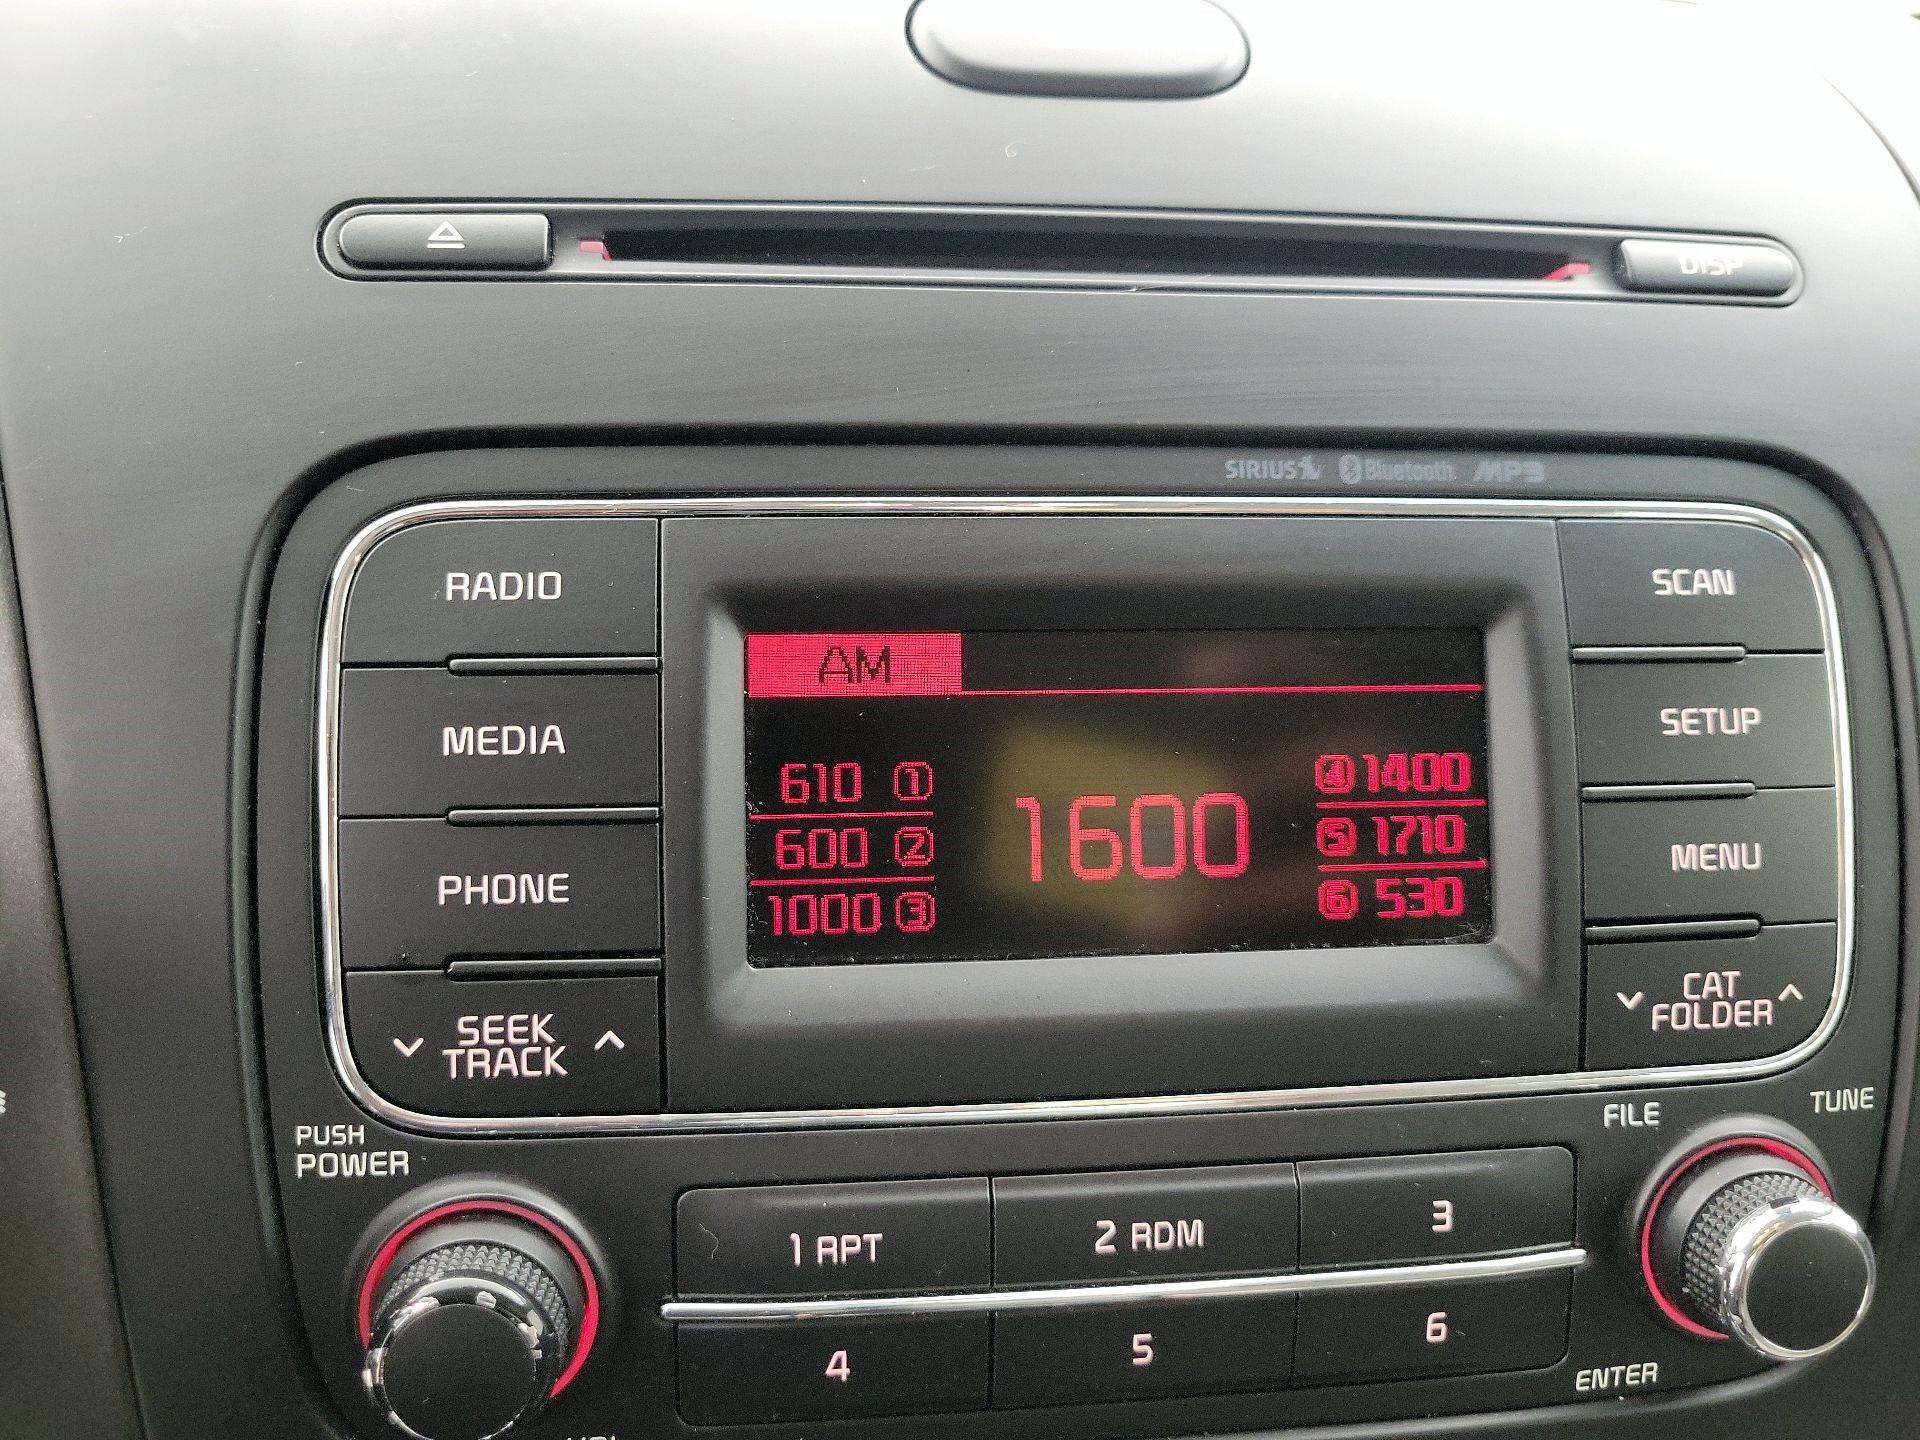 DISP
SIRIUS Bluetooth MP3
RADIO
MEDIA
PHONE
SEEK
TRACK
AM
610 1
600 2
1000 3
1600
4 1400
5 1710
6 530
SCAN
SETUP
MENU
CAT
FOLDER
PUSH
POWER
FILE
TUNE
1 RPT
2 RDM
3
4
5
6
ENTER